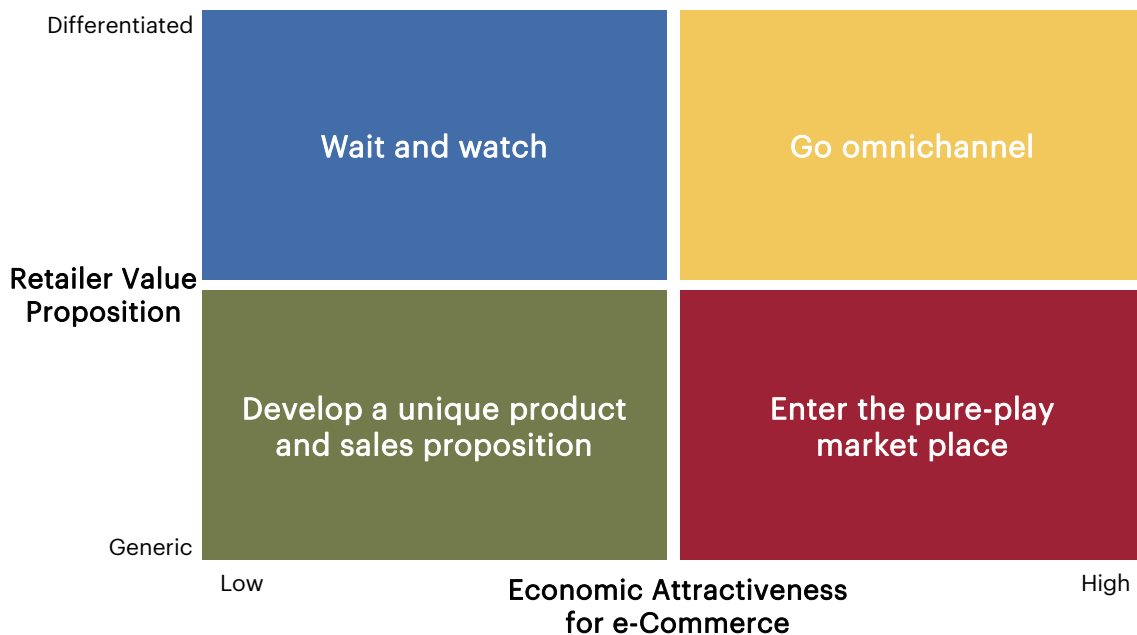 Differentiated
Wait and watch
Go omnichannel
Retailer Value
Proposition
Develop a unique product
and sales proposition
Enter the pure-play
market place
Generic
Low
Economic Attractiveness
for e-Commerce
High